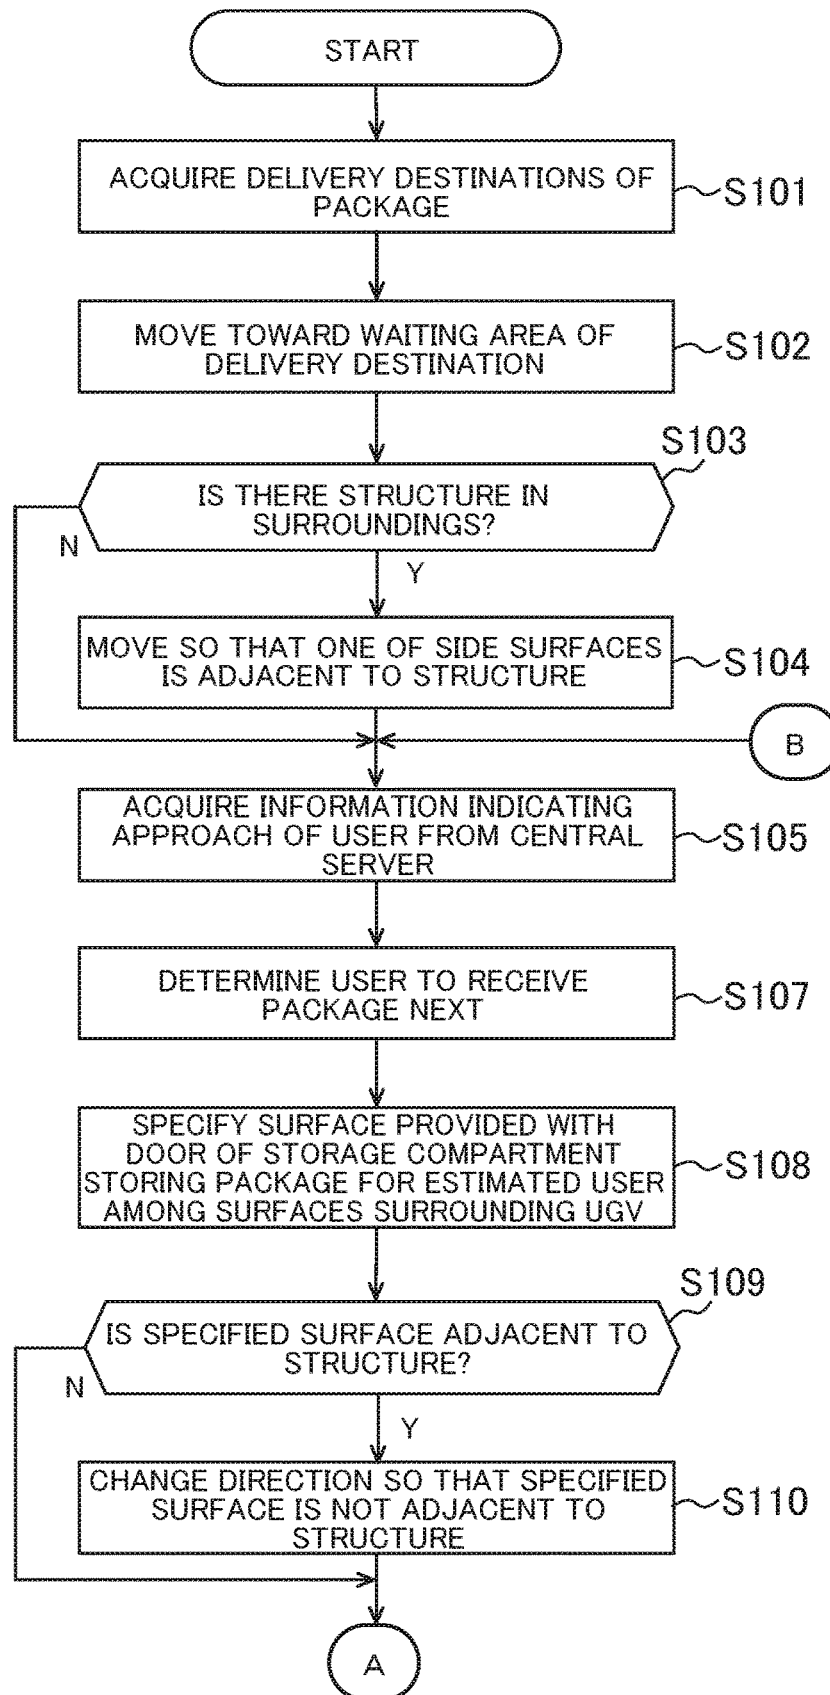 START
ACQUIRE DELIVERY DESTINATIONS OF
PACKAGE
S101
MOVE TOWARD WAITING AREA OF
DELIVERY DESTINATION
S102
S103
IS THERE STRUCTURE IN
SURROUNDINGS?
N
Y
MOVE SO THAT ONE OF SIDE SURFACES
IS ADJACENT TO STRUCTURE
S104
B
ACQUIRE INFORMATION INDICATING
APPROACH OF USER FROM CENTRAL
SERVER
S105
DETERMINE USER TO RECEIVE
PACKAGE NEXT
S107
SPECIFY SURFACE PROVIDED WITH
DOOR OF STORAGE COMPARTMENT
STORING PACKAGE FOR ESTIMATED USER
AMONG SURFACES SURROUNDING UGV
S108
S109
IS SPECIFIED SURFACE ADJACENT TO
STRUCTURE?
N
Y
CHANGE DIRECTION SO THAT SPECIFIED
SURFACE IS NOT ADJACENT TO
STRUCTURE
S110
A